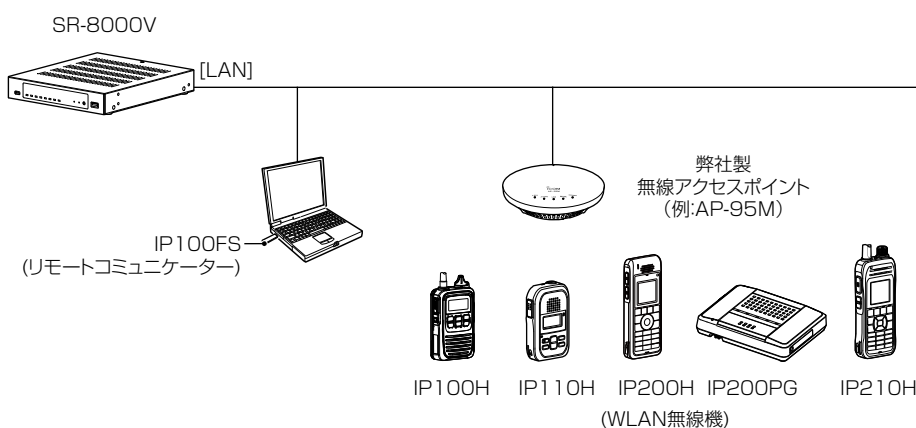 SR-8000V
[LAN]
弊社製
無線アクセスポイント
(例:AP-95M)
IP100FS
(リモートコミュニケーター)
IP100H IP110H IP200H IP200PG IP210H
(WLAN無線機)